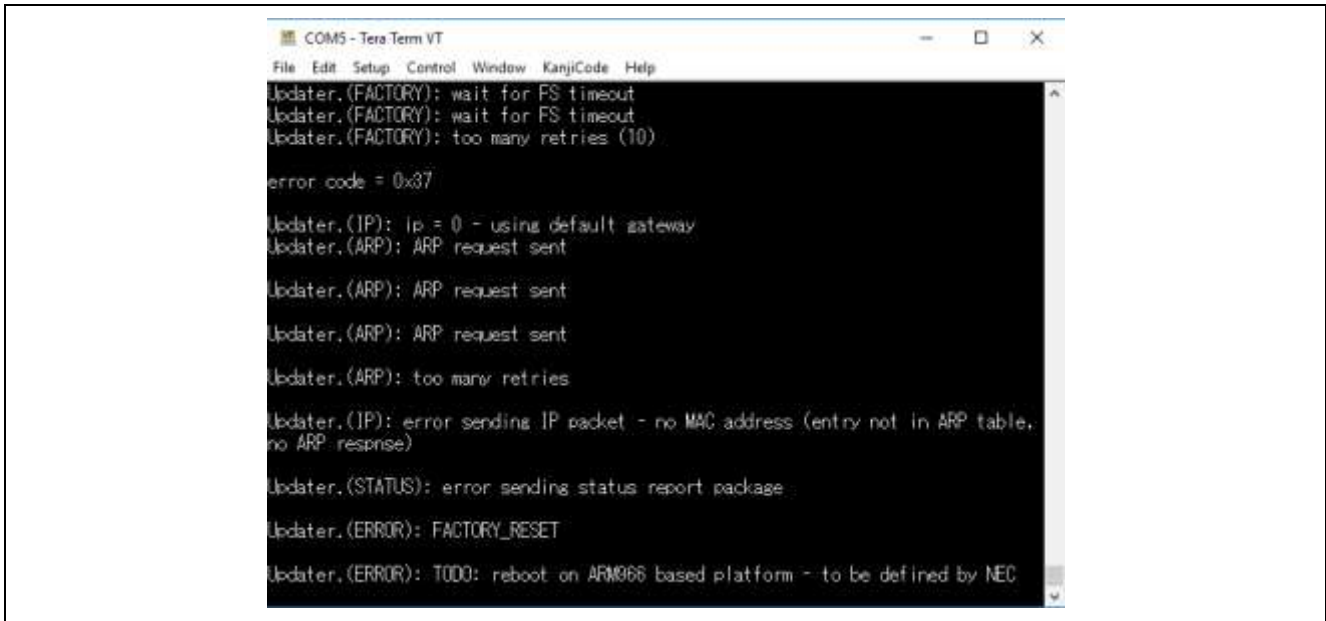 COM5 - Tera Term VT
File Edit Setup Control Window KanjiCode Help
Updater.(FACTORY): wait for FS timeout
Updater.(FACTORY): wait for FS timeout
Updater.(FACTORY): too many retries (10)
error code = 0x37
Updater.(IP): ip = 0 - using default gateway
Updater.(ARP): ARP request sent
Updater.(ARP): ARP request sent
Updater.(ARP): ARP request sent
Updater.(ARP): too many retries
Updater.(IP): error sending IP packet - no MAC address (entry not in ARP table,
no ARP respnse)
Updater.(STATUS): error sending status report package
Updater.(ERROR): FACTORY_RESET
Updater.(ERROR): TODO: reboot on ARM966 based platform - to be defined by NEC